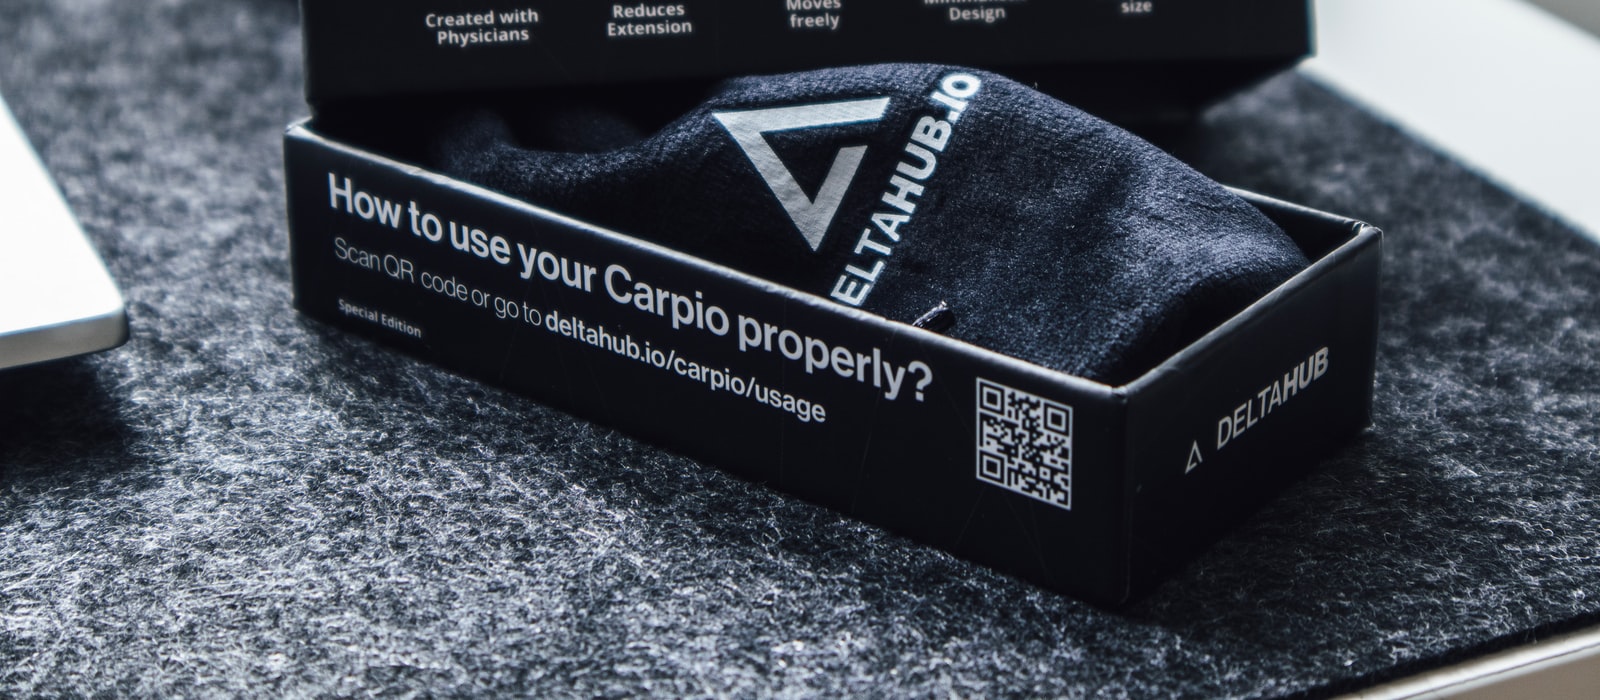 Created with
Physicians
Reduces
Extension
Moves
freely
Design
size
DELTAHUB.IO
How to use your Carpio properly?
Scan QR code or go to deltahub.io/carpio/usage
Special Edition
DELTAHUB